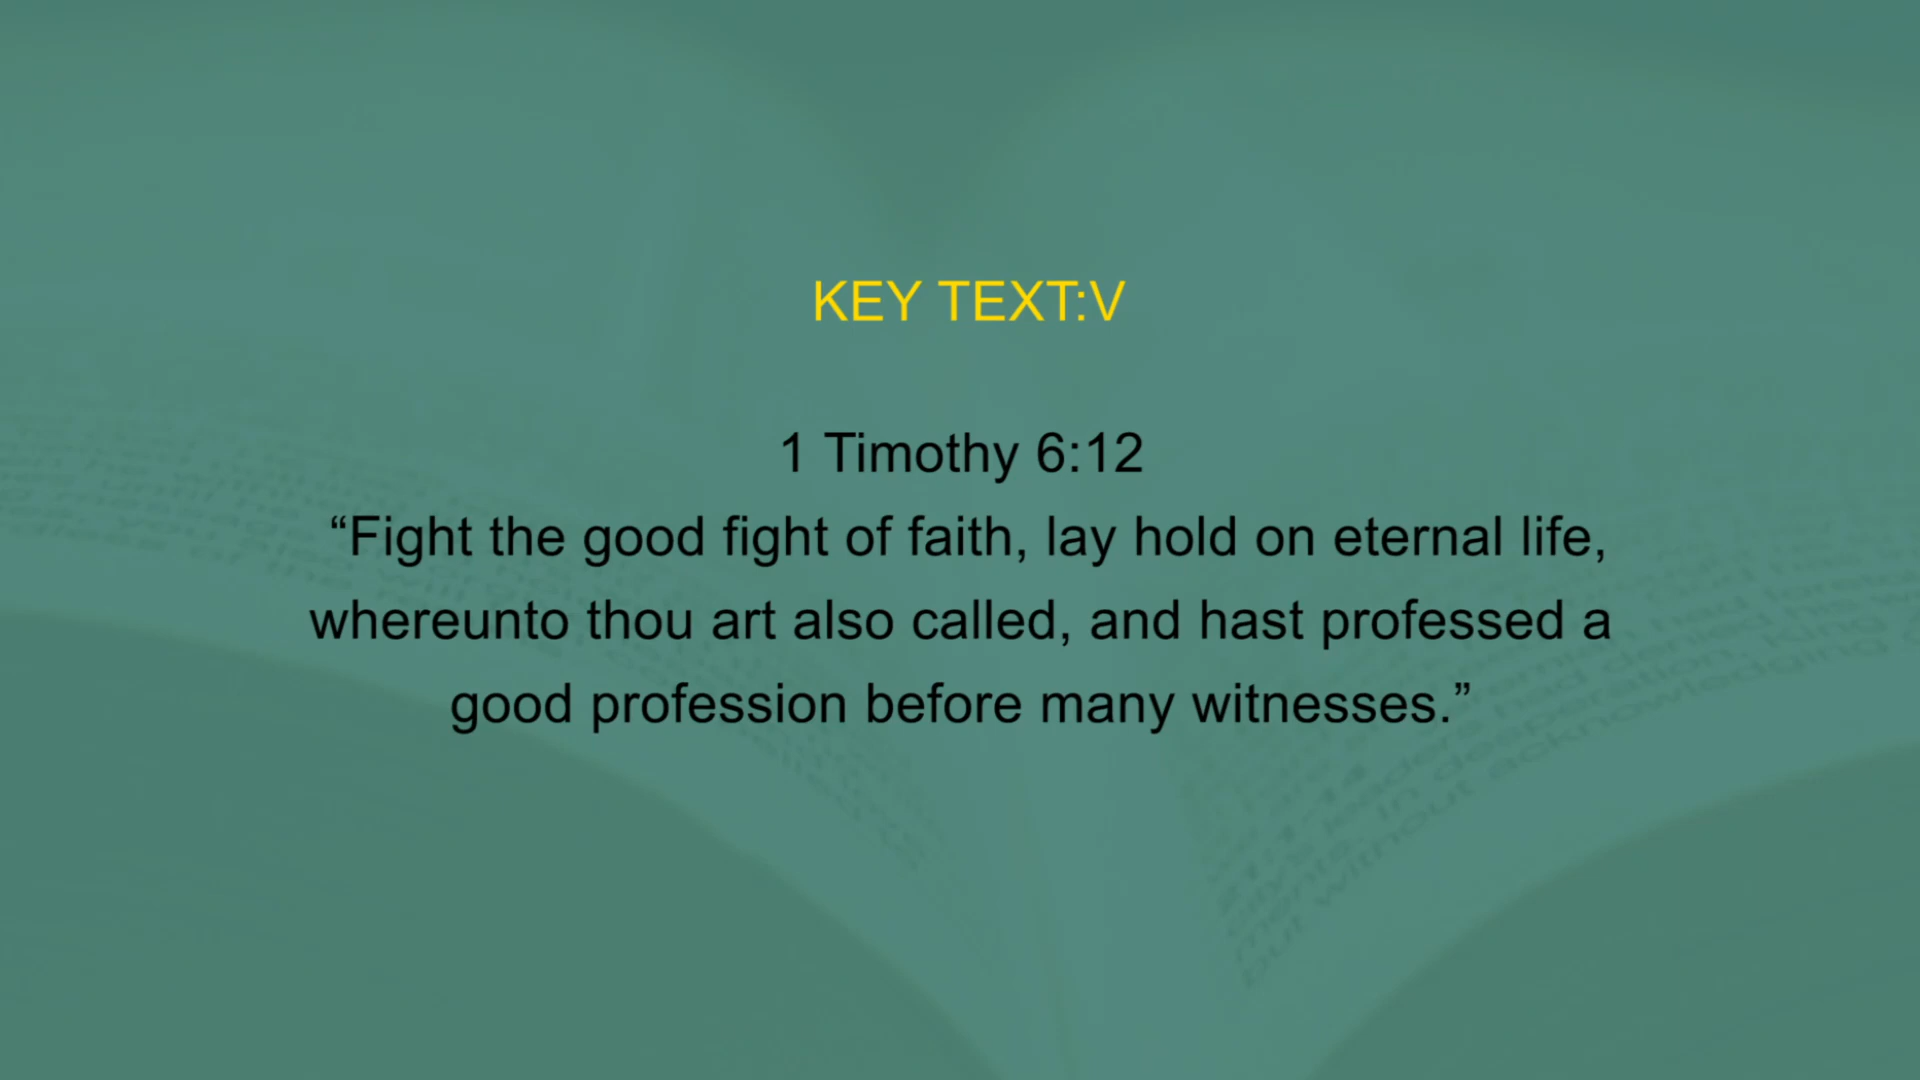 KEY TEXT:V
1 Timothy 6:12
“Fight the good fight of faith, lay hold on eternal life,
whereunto thou art also called, and hast professed a
good profession before many witnesses.”